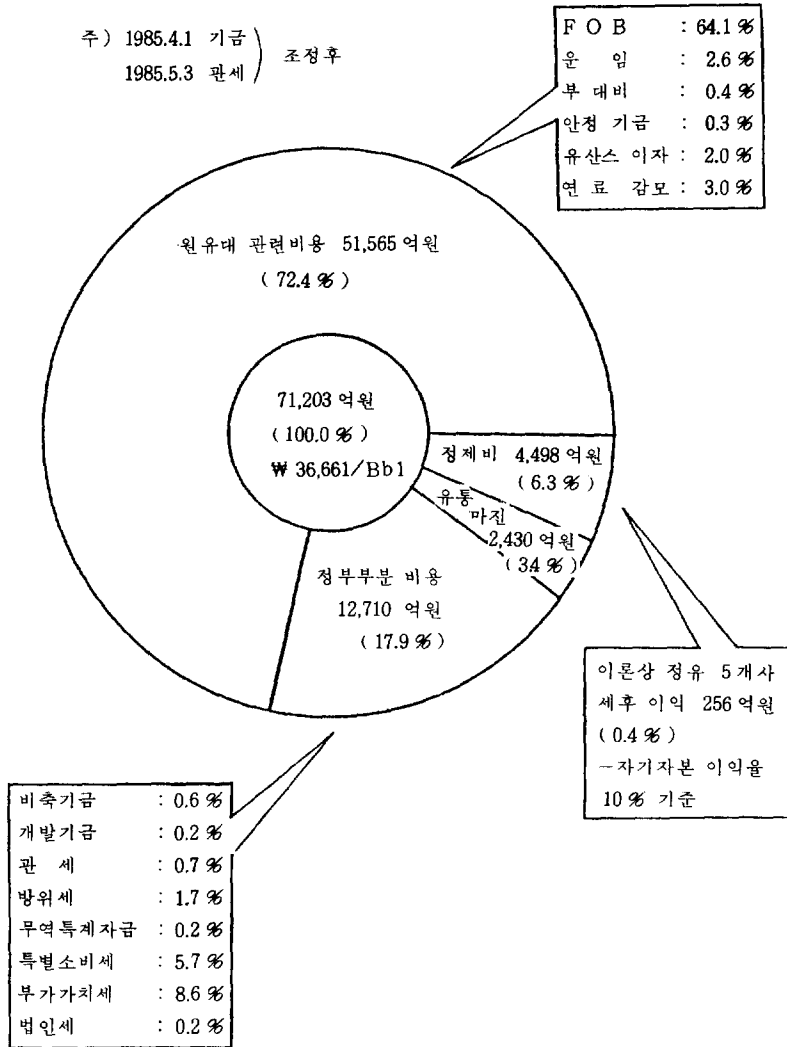 주) 1985.4.1 기금
1985.5.3 관세
조정후
F O B : 64.1 %
운 임 : 2.6 %
부 대비 : 0.4 %
안정 기금 : 0.3 %
유산스 이자 : 2.0 %
연료 감모 : 3.0 %
원유대 관련비용 51,565 억원
( 72.4 % )
71,203 억원
( 100.0 % )
₩ 36,661/Bbl
정제비 4,498 억원
( 6.3 % )
유통
마진
2,430 억원
( 3.4 % )
정부부분 비용
12,710 억원
( 17.9 % )
이론상 정유 5 개사
세후 이익 256 억원
( 0.4 % )
-자기자본 이익율
10 % 기준
비축기금 : 0.6 %
개발기금 : 0.2 %
관 세 : 0.7 %
방위세 : 1.7 %
무역특계자금 : 0.2 %
특별소비세 : 5.7 %
부가가치세 : 8.6 %
법인세 : 0.2 %